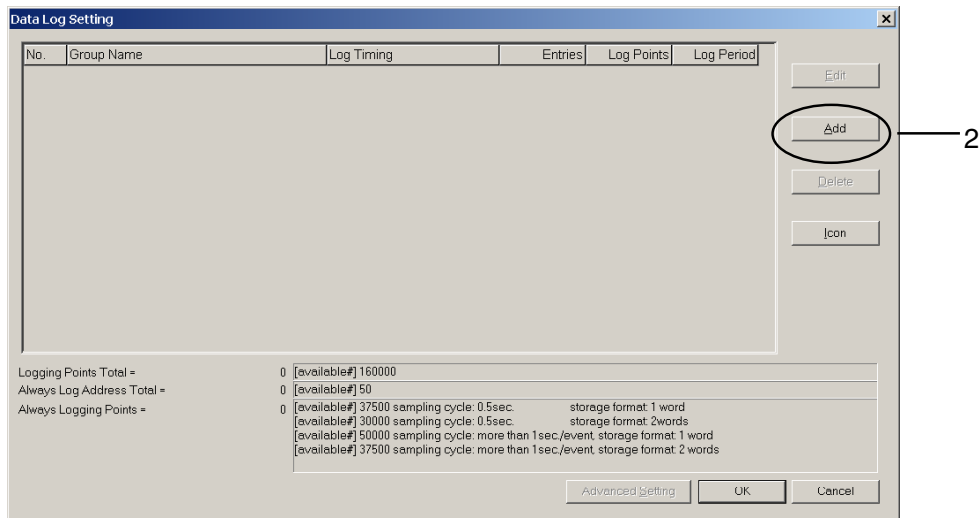 Data Log Setting
No. Group Name Log Timing Entries Log Points Log Period
Edit
Add
2
Delete
Icon
Logging Points Total = 0 [available#] 160000
Always Log Address Total = 0 [available#] 50
Always Logging Points = 0 [available#] 37500 sampling cycle: 0.5sec. storage format: 1 word
[available#] 30000 sampling cycle: 0.5sec. storage format: 2words
[available#] 50000 sampling cycle: more than 1sec./event, storage format: 1 word
[available#] 37500 sampling cycle: more than 1sec./event, storage format: 2 words
Advanced Setting OK Cancel